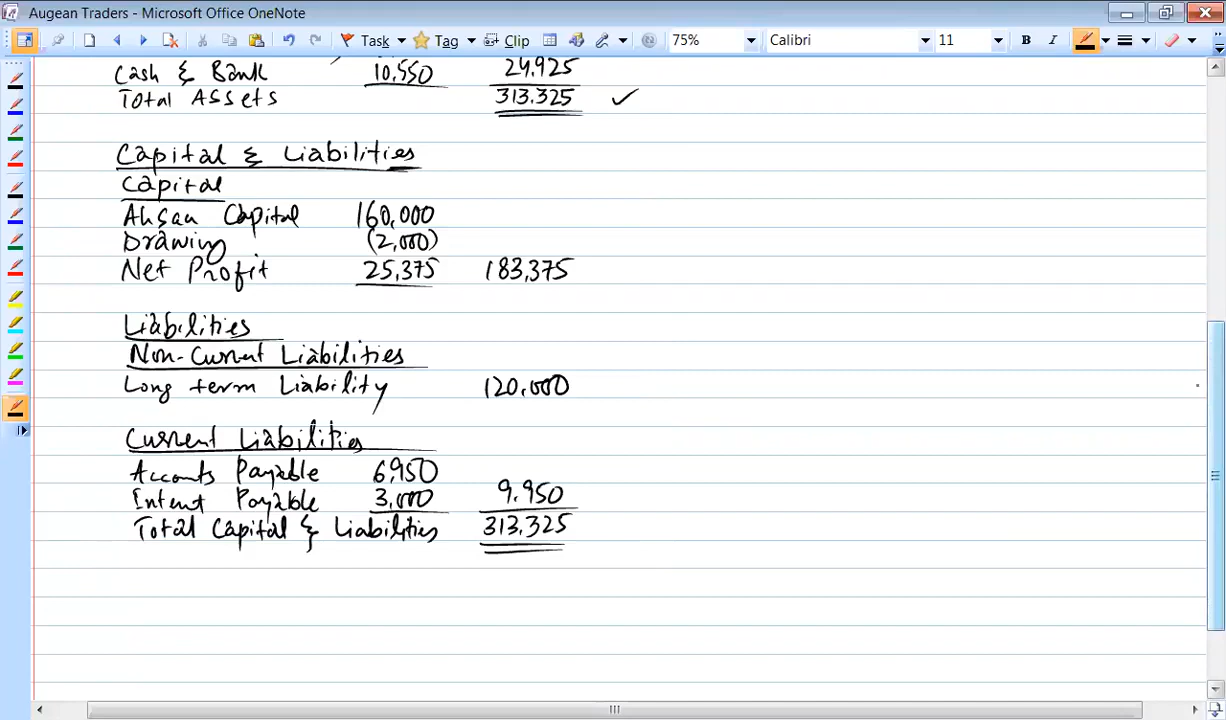 Augean Traders - Microsoft Office OneNote
Task Tag Clip 75% Calibri 11 B I
Cash & Bank 10,550 24,925
Total Assets 313,325 ✓
Capital & Liabilities
Capital
Ahsan Capital 160,000
Drawing (2,000)
Net Profit 25,375 183,375
Liabilities
Non-Current Liabilities
Long term Liability 120,000
Current Liabilities
Accounts Payable 6,950
Payable 3,000 9,950
Total Capital & Liabilities 313,325